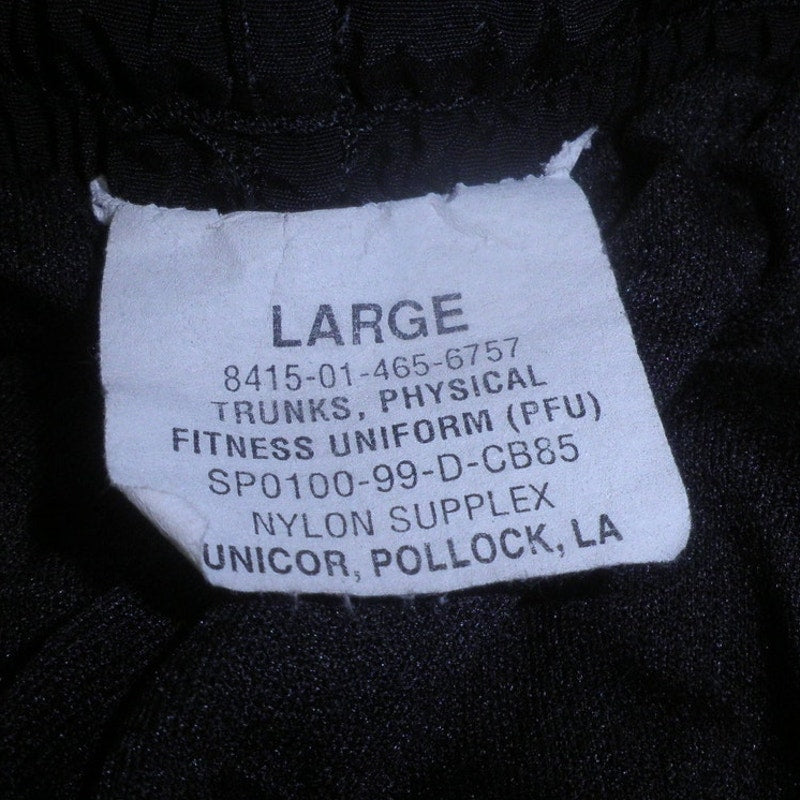 LARGE
8415-01-465-6757
TRUNKS, PHYSICAL
FITNESS UNIFORM (PFU)
SP0100-99-D-CB85
NYLON SUPPLEX
UNICOR, POLLOCK, LA